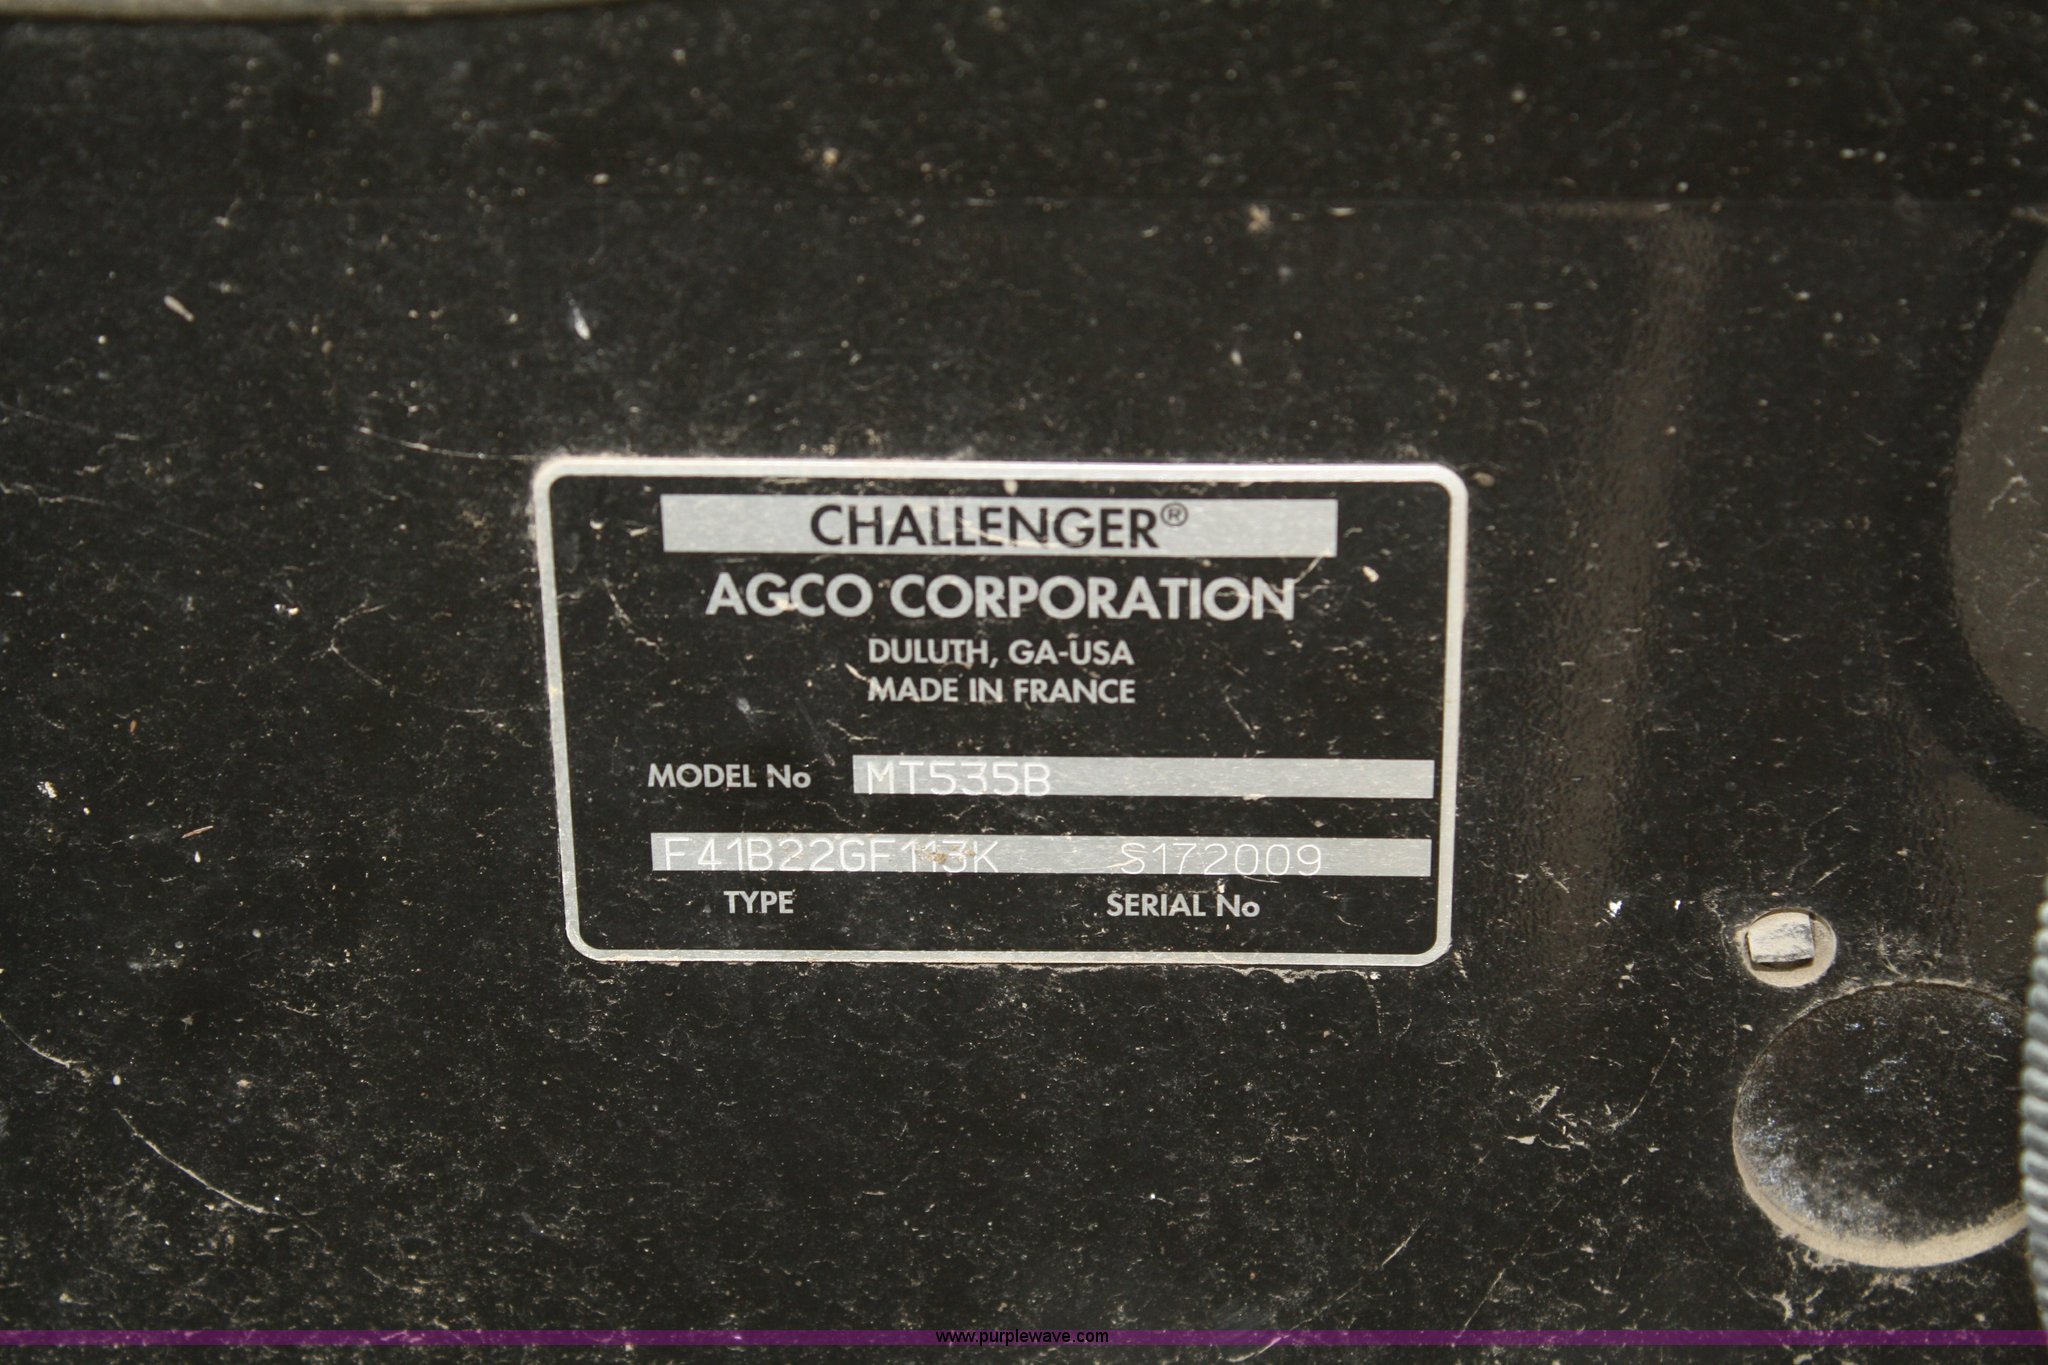 CHALLENGER®
AGCO CORPORATION
DULUTH, GA-USA
MADE IN FRANCE
MODEL No MT535B
F41B22GF113K S172009
TYPE SERIAL No
www.purplewave.com